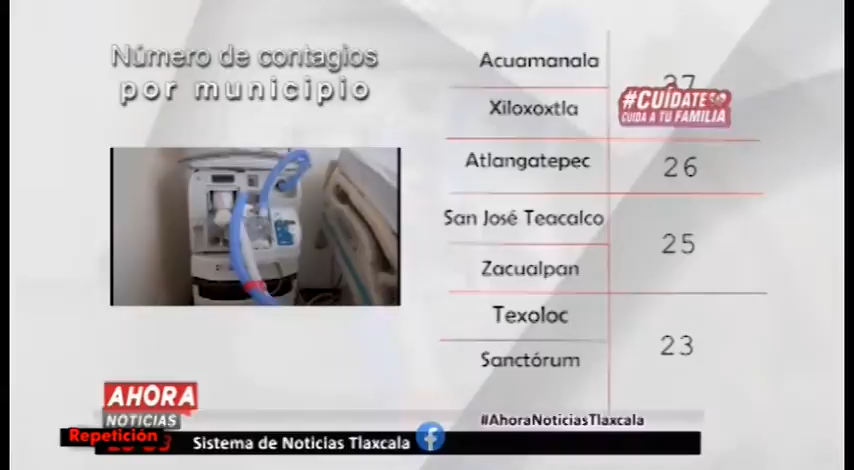 Número de contagios
por municipio
Acuamanala
Xiloxoxtla
#CUÍDATE
CUIDA A TU FAMILIA
Atlangatepec
26
San José Teacalco
Zacualpan
25
Texoloc
Sanctórum
23
AHORA
NOTICIAS
Repetición
#AhoraNoticiasTlaxcala
Sistema de Noticias Tlaxcala